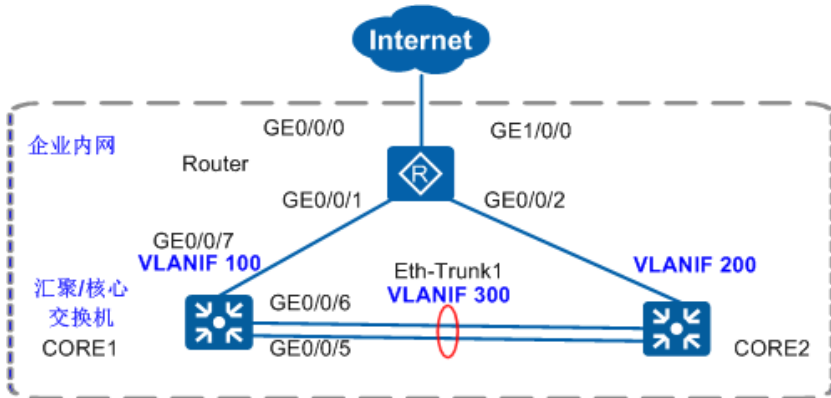 Internet
GE0/0/0
GE1/0/0
企业内网
Router
R
GE0/0/1
GE0/0/2
GE0/0/7
VLANIF 100
Eth-Trunk1
VLANIF 300
VLANIF 200
汇聚/核心
交换机
GE0/0/6
CORE1
GE0/0/5
CORE2